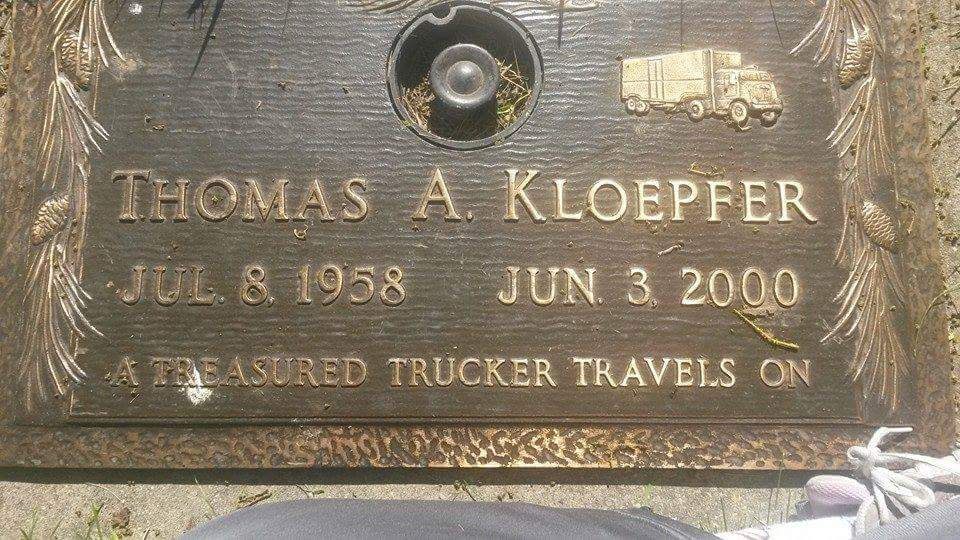 THOMAS A. KLOEPFER
JUL. 8, 1958 JUN. 3, 2000
A TREASURED TRUCKER TRAVELS ON